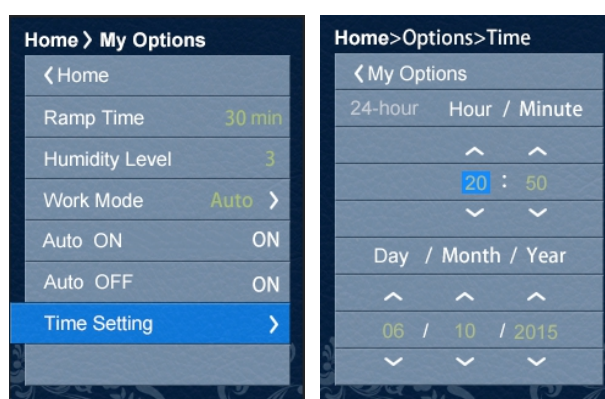 Home > My Options
< Home
Ramp Time 30 min
Humidity Level 3
Work Mode Auto >
Auto ON ON
Auto OFF ON
Time Setting >
Home>Options>Time
< My Options
24-hour Hour / Minute
20 : 50
Day / Month / Year
06 / 10 / 2015